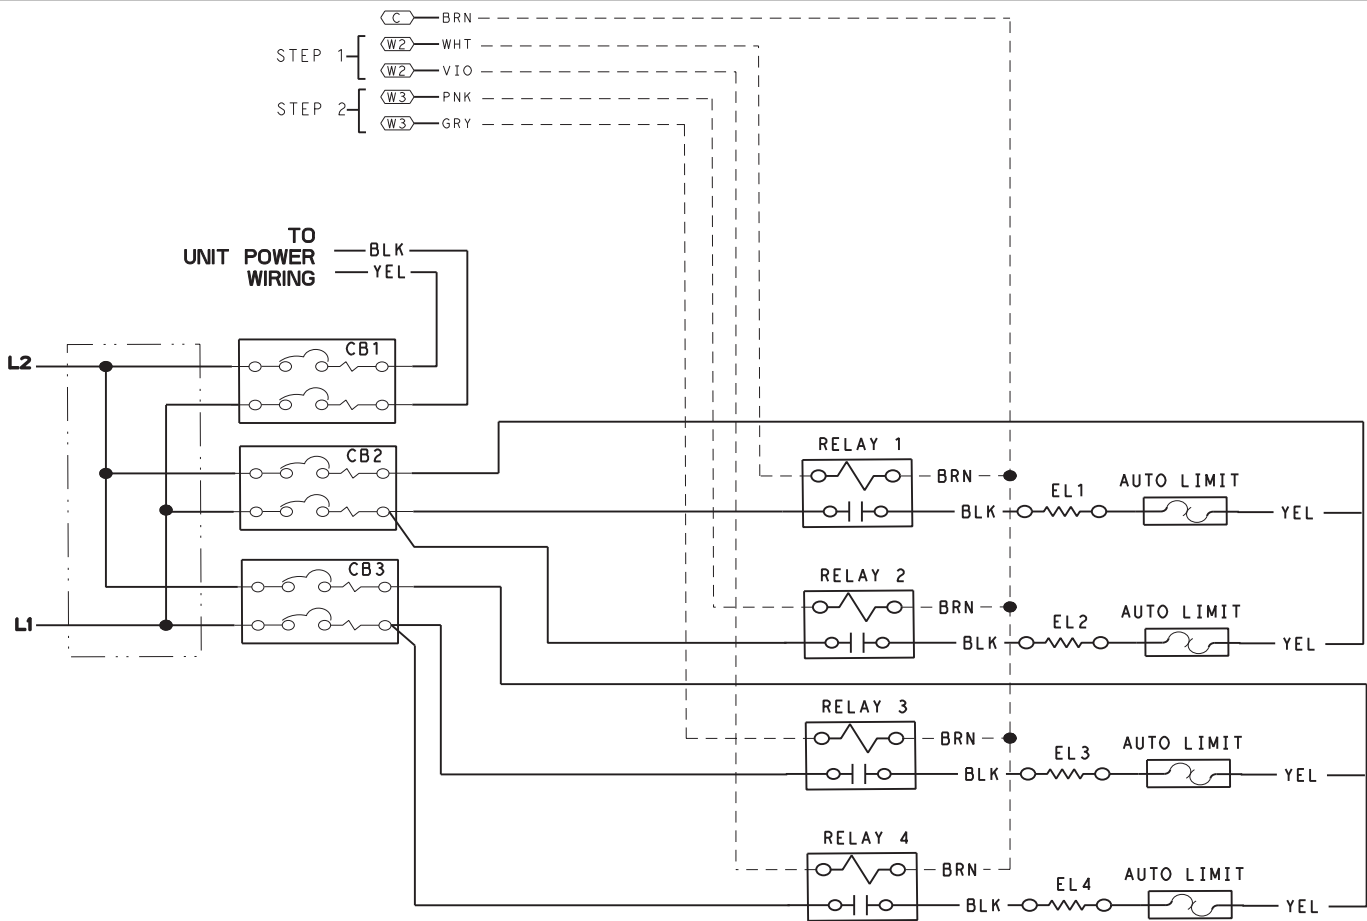 C BRN
STEP 1 W2 WHT
W2 VIO
STEP 2 W3 PNK
W3 GRY
TO
UNIT POWER
WIRING
BLK
YEL
L2
CB1
CB2
CB3
L1
RELAY 1
BRN
BLK
EL1
AUTO LIMIT
YEL
RELAY 2
BRN
BLK
EL2
AUTO LIMIT
YEL
RELAY 3
BRN
BLK
EL3
AUTO LIMIT
YEL
RELAY 4
BRN
BLK
EL4
AUTO LIMIT
YEL